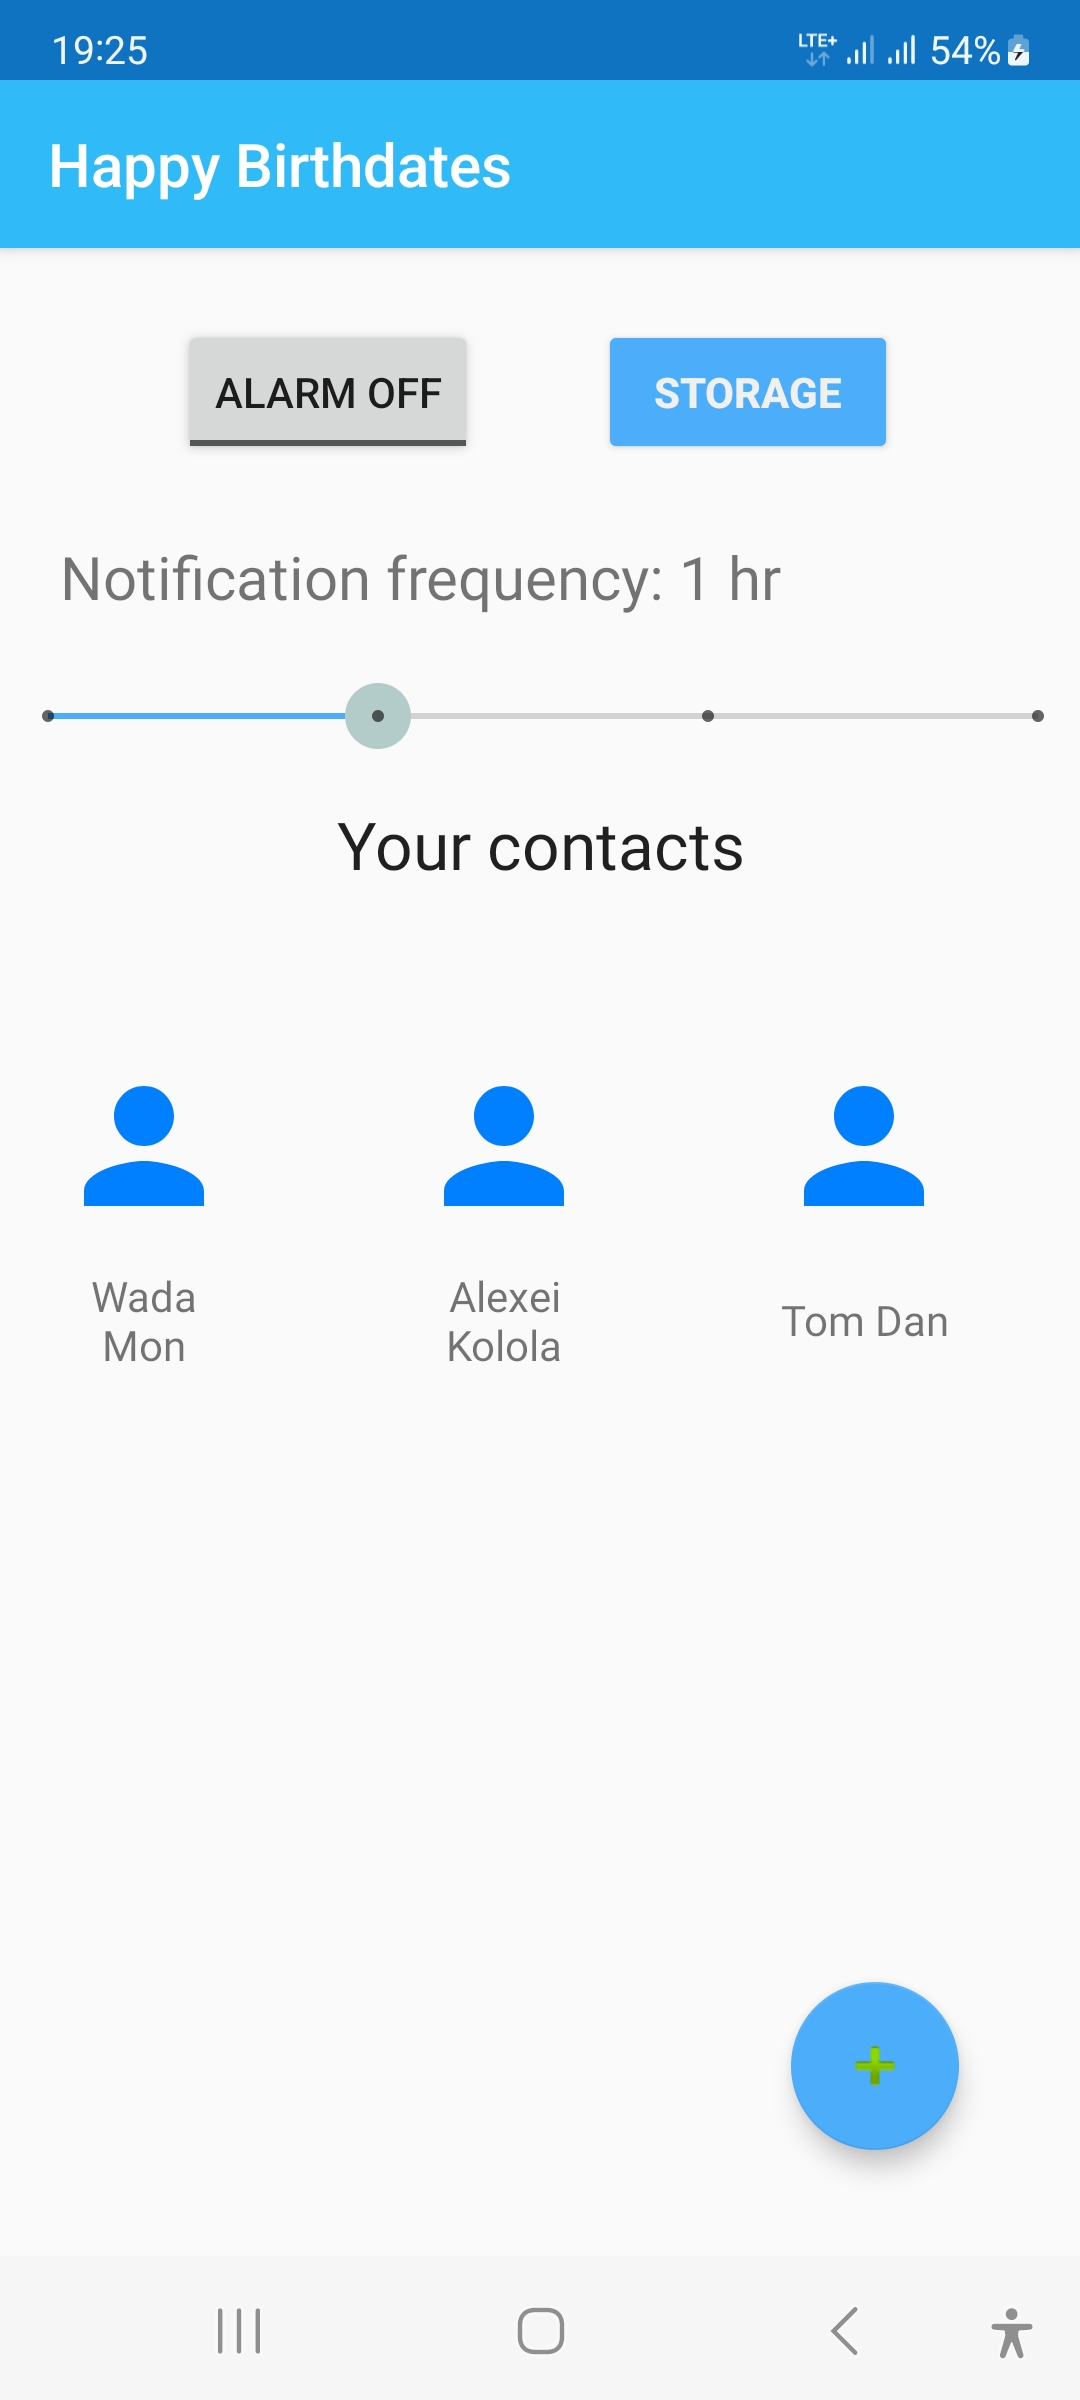 19:25 LTE+ 54%
Happy Birthdates
ALARM OFF STORAGE
Notification frequency: 1 hr
Your contacts
Wada
Mon
Alexei
Kolola
Tom Dan